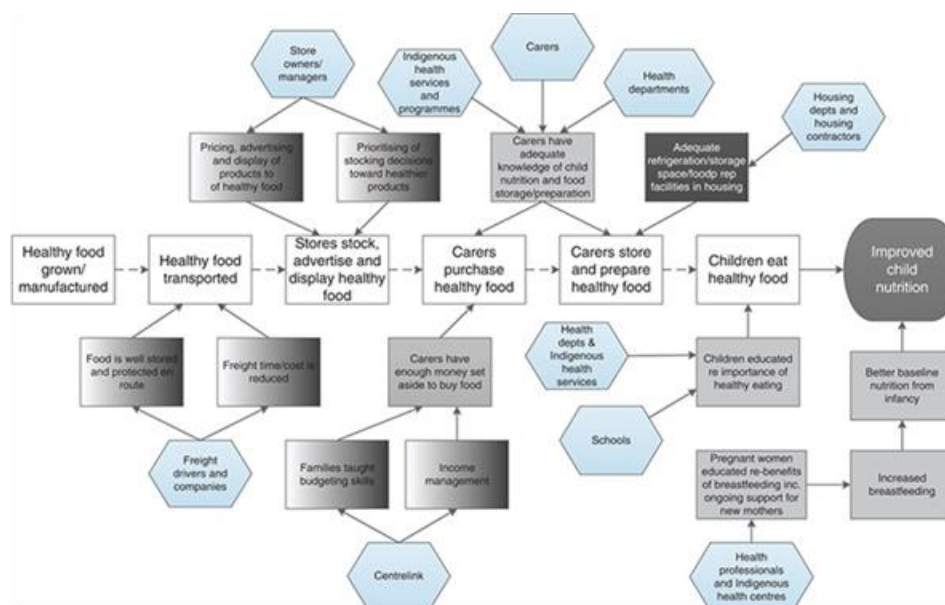 Store
owners/
managers
Indigenous
health
services
and
programmes
Carers
Health
departments
Housing
depts and
housing
contractors
Pricing, advertising
and display of
products to
of healthy food
Prioritising of
stocking decisions
toward healthier
products
Carers have
adequate
knowledge of child
nutrition and food
storage/preparation
Adequate
refrigeration/storage
space/foodp rep
facilities in housing
Healthy food
grown/
manufactured
Healthy food
transported
Stores stock,
advertise and
display healthy
food
Carers
purchase
healthy food
Carers store
and prepare
healthy food
Children eat
healthy food
Improved
child
nutrition
Food is well stored
and protected en
route
Freight time/cost is
reduced
Carers have
enough money set
aside to buy food
Health
depts &
Indigenous
health
services
Children educated
re importance of
healthy eating
Better baseline
nutrition from
infancy
Schools
Freight
drivers and
companies
Families taught
budgeting skills
Income
management
Pregnant women
educated re-benefits
of breastfeeding inc.
ongoing support for
new mothers
Increased
breastfeeding
Centrelink
Health
professionals
and Indigenous
health centres